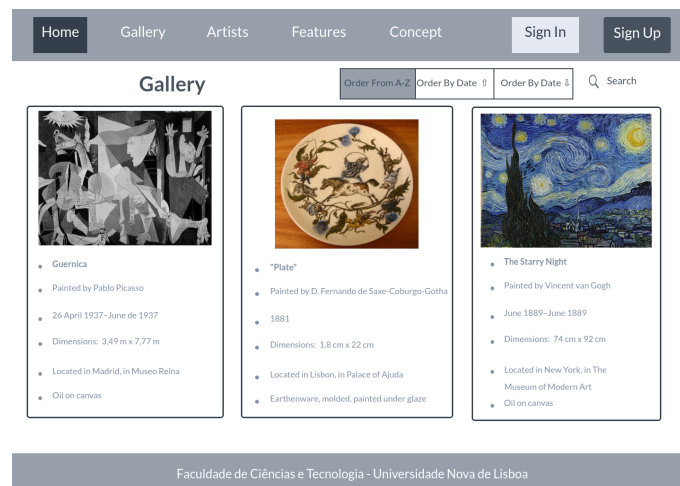 Home Gallery Artists Features Concept Sign In Sign Up
Gallery
Order From A-Z Order By Date ⇧ Order By Date ⇩ Search
Guernica
Painted by Pablo Picasso
26 April 1937–June de 1937
Dimensions: 3,49 m x 7,77 m
Located in Madrid, in Museo Reina
Oil on canvas
"Plate"
Painted by D. Fernando de Saxe-Coburgo-Gotha
1881
Dimensions: 1,8 cm x 22 cm
Located in Lisbon, in Palace of Ajuda
Earthenware, molded, painted under glaze
The Starry Night
Painted by Vincent van Gogh
June 1889–June 1889
Dimensions: 74 cm x 92 cm
Located in New York, in The
Museum of Modern Art
Oil on canvas
Faculdade de Ciências e Tecnologia - Universidade Nova de Lisboa